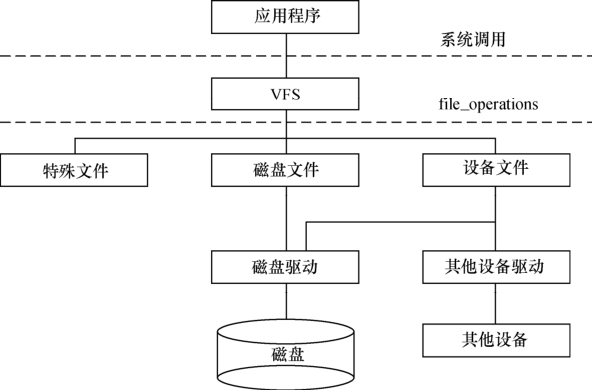 应用程序
系统调用
VFS
file_operations
特殊文件
磁盘文件
设备文件
磁盘驱动
其他设备驱动
磁盘
其他设备